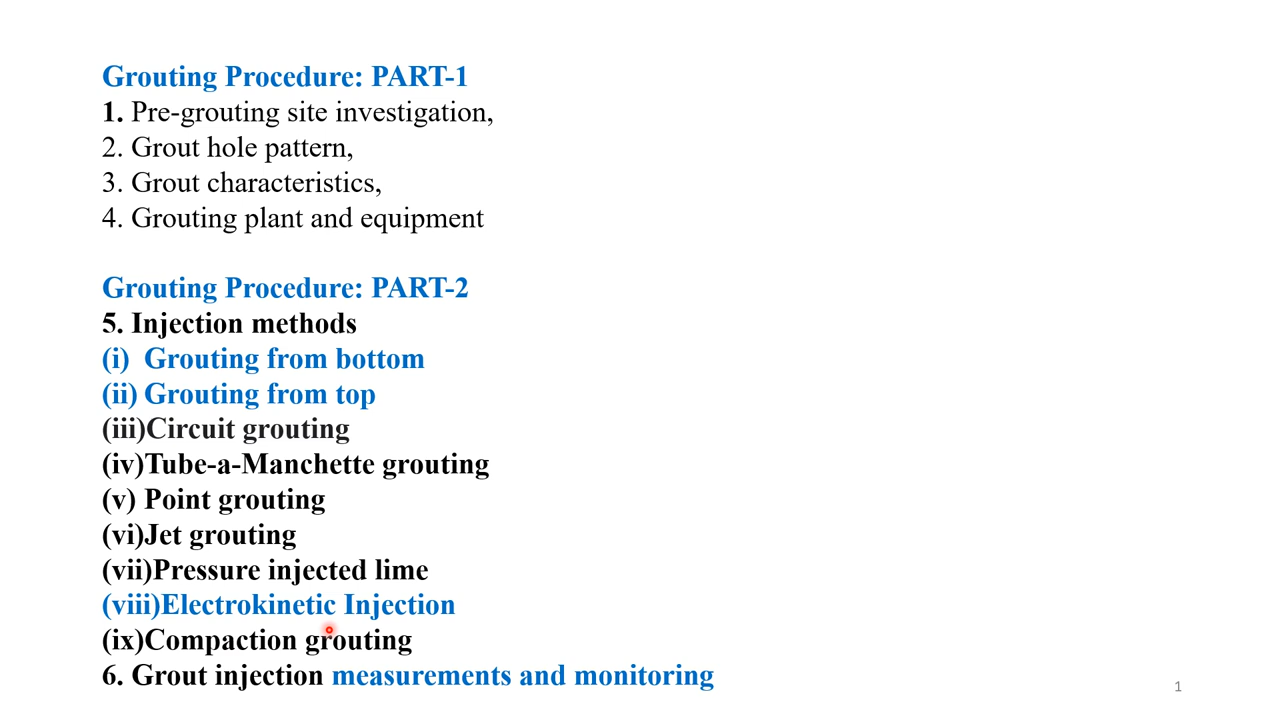 Grouting Procedure: PART-1
1. Pre-grouting site investigation,
2. Grout hole pattern,
3. Grout characteristics,
4. Grouting plant and equipment
Grouting Procedure: PART-2
5. Injection methods
(i) Grouting from bottom
(ii) Grouting from top
(iii)Circuit grouting
(iv)Tube-a-Manchette grouting
(v) Point grouting
(vi)Jet grouting
(vii)Pressure injected lime
(viii)Electrokinetic Injection
(ix)Compaction grouting
6. Grout injection measurements and monitoring
1